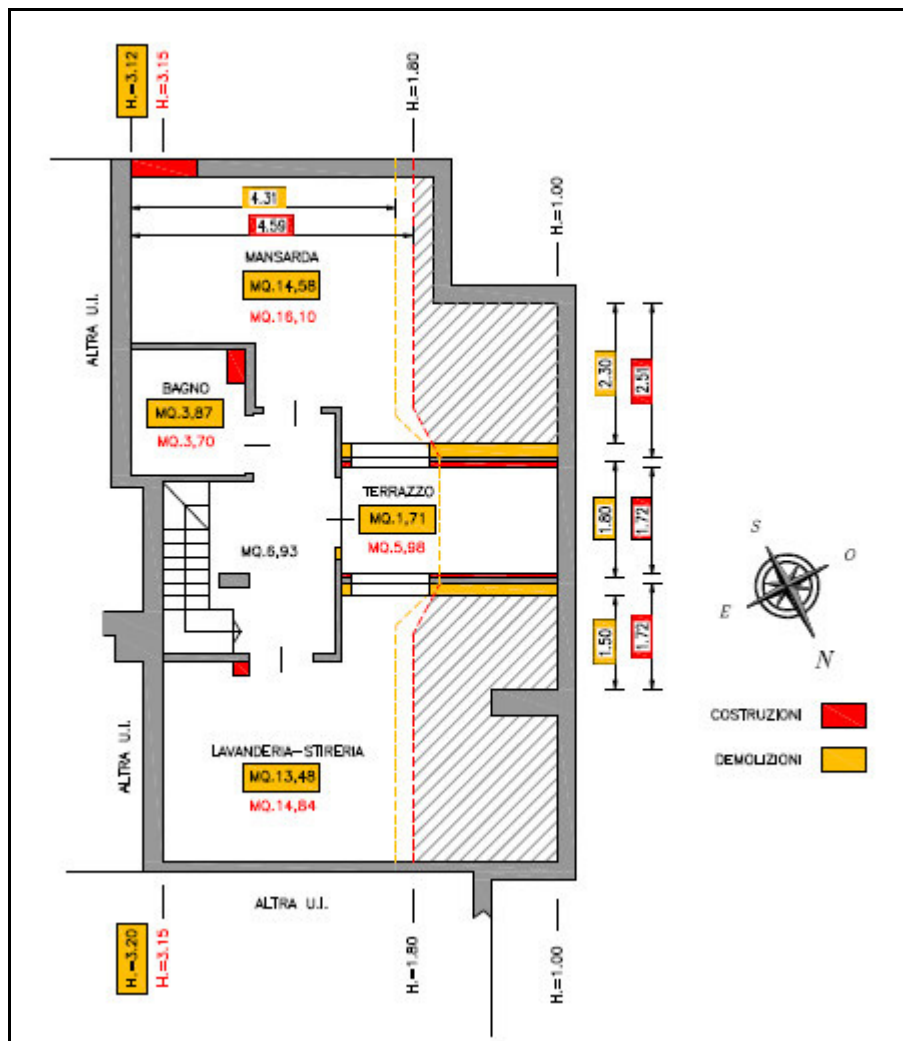 H.=3.12
H.=3.15
H.=1.80
4.31
4.59
H.=1.00
MANSARDA
MQ.14,58
MQ.16,10
ALTRA U.I.
BAGNO
MQ.3,87
MQ.3,70
2.30
2.51
TERRAZZO
MQ.1,71
MQ.5,98
MQ.6,93
1.80
1.72
1.50
1.72
S
O
E
N
COSTRUZIONI
DEMOLIZIONI
LAVANDERIA-STIRERIA
MQ.13,48
MQ.14,84
ALTRA U.I.
ALTRA U.I.
H.=3.20
H.=3.15
H.=1.80
H.=1.00